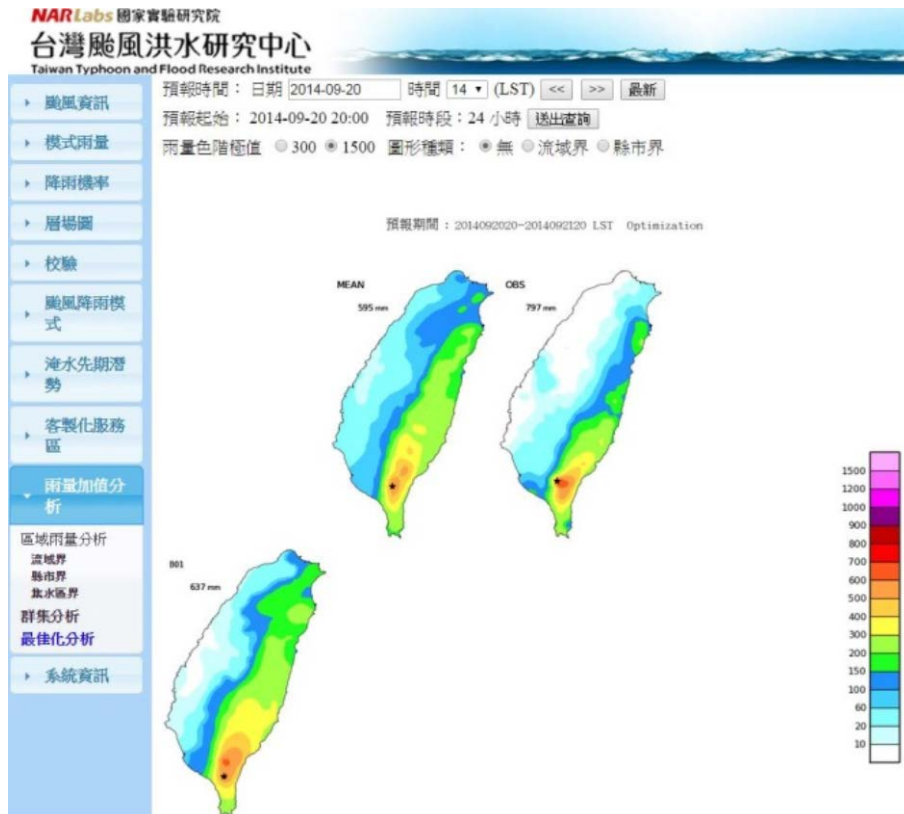 NARLabs 國家實驗研究院
台灣颱風洪水研究中心
Taiwan Typhoon and Flood Research Institute
預報時間： 日期 2014-09-20 時間 14 (LST) << >> 最新
預報起始： 2014-09-20 20:00 預報時段：24 小時 送出查詢
雨量色階極值 300 1500 圖形種類： 無 流域界 縣市界
颱風資訊
模式雨量
降雨機率
層場圖
校驗
颱風降雨模
式
淹水先期潛
勢
客製化服務
區
雨量加值分
析
區域雨量分析
流域界
縣市界
集水區界
群集分析
最佳化分析
系統資訊
預報期間：2014092020-2014092120 LST Optimization
MEAN
595 mm
OBS
797 mm
B01
637 mm
1500
1200
1000
900
800
700
600
500
400
300
200
150
100
60
20
10